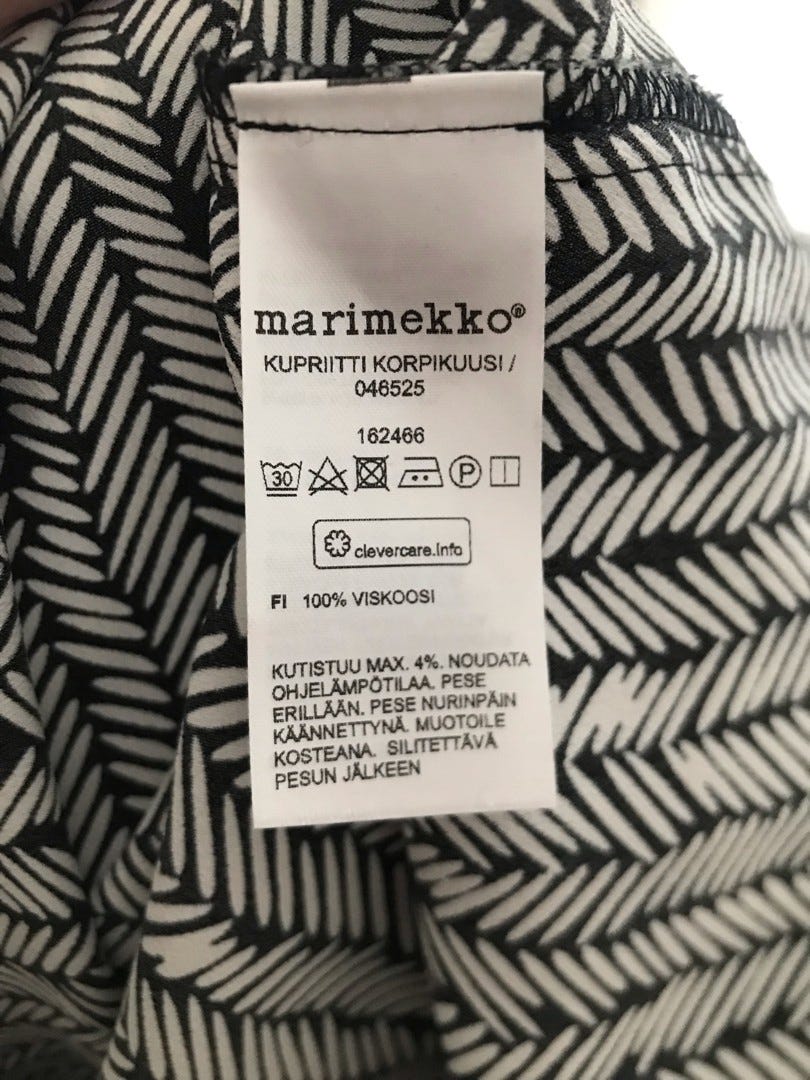 marimekko®
KUPRIITTI KORPIKUUSI /
046525
162466
30 P
clevercare.info
FI 100% VISKOOSI
KUTISTUU MAX. 4%. NOUDATA
OHJELÄMPÖTILAA. PESE
ERILLÄÄN. PESE NURINPÄIN
KÄÄNNETTYNÄ. MUOTOILE
KOSTEANA. SILITETTÄVÄ
PESUN JÄLKEEN